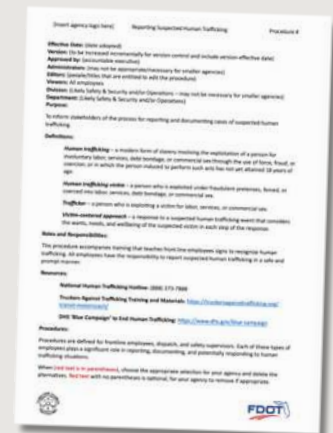 [insert agency logo here] Reporting Suspected Human Trafficking Procedure #
Effective Date: (date adopted)
Version: (to be increased incrementally for version control and include version effective date)
Approved by: (accountable executive)
Administrators: (may not be appropriate/necessary for smaller agencies)
Editors: (people/titles that are entitled to edit the procedure)
Viewers: All employees
Division: (Likely Safety & Security and/or Operations – may not be necessary for smaller agencies)
Department: (Likely Safety & Security and/or Operations)
Purpose:
To inform stakeholders of the process for reporting and documenting cases of suspected human
trafficking.
Definitions:
Human trafficking – a modern form of slavery involving the exploitation of a person for
involuntary labor, services, debt bondage, or commercial sex through the use of force, fraud, or
coercion; or in which the person induced to perform such acts has not yet attained 18 years of
age.
Human trafficking victim – a person who is exploited under fraudulent pretenses, forced, or
coerced into labor, services, debt bondage, or commercial sex.
Trafficker – a person who is exploiting a victim for labor, services, or commercial sex.
Victim-centered approach – a response to a suspected human trafficking event that considers
the wants, needs, and wellbeing of the suspected victim in each step of the response.
Roles and Responsibilities:
This procedure accompanies training that teaches front-line employees signs to recognize human
trafficking. All employees have the responsibility to report suspected human trafficking in a safe and
prompt manner.
Resources:
National Human Trafficking Hotline: (888) 373-7888
Truckers Against Trafficking Training and Materials: https://truckersagainsttrafficking.org/
DHS 'Blue Campaign' to End Human Trafficking: https://www.dhs.gov/blue-campaign
Procedures:
Procedures are defined for frontline employees, dispatch, and safety supervisors. Each of these types of
employees plays a significant role in reporting, documenting, and potentially responding to human
trafficking situations.
When (red text is in parentheses), choose the appropriate selection for your agency and delete the
alternatives. Red text with no parentheses is optional, for your agency to remove if appropriate.
FDOT